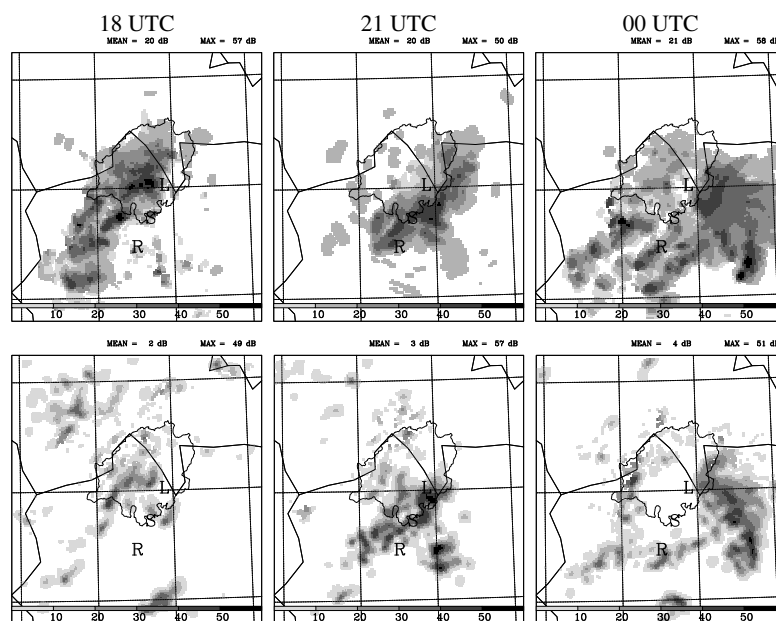 18 UTC 21 UTC 00 UTC
MEAN = 20 dB MAX = 57 dB MEAN = 20 dB MAX = 50 dB MEAN = 21 dB MAX = 58 dB
L L L
S S S
R R R
10 20 30 40 50 10 20 30 40 50 10 20 30 40 50
MEAN = 2 dB MAX = 49 dB MEAN = 3 dB MAX = 57 dB MEAN = 4 dB MAX = 51 dB
L L L
S S S
R R R
10 20 30 40 50 10 20 30 40 50 10 20 30 40 50